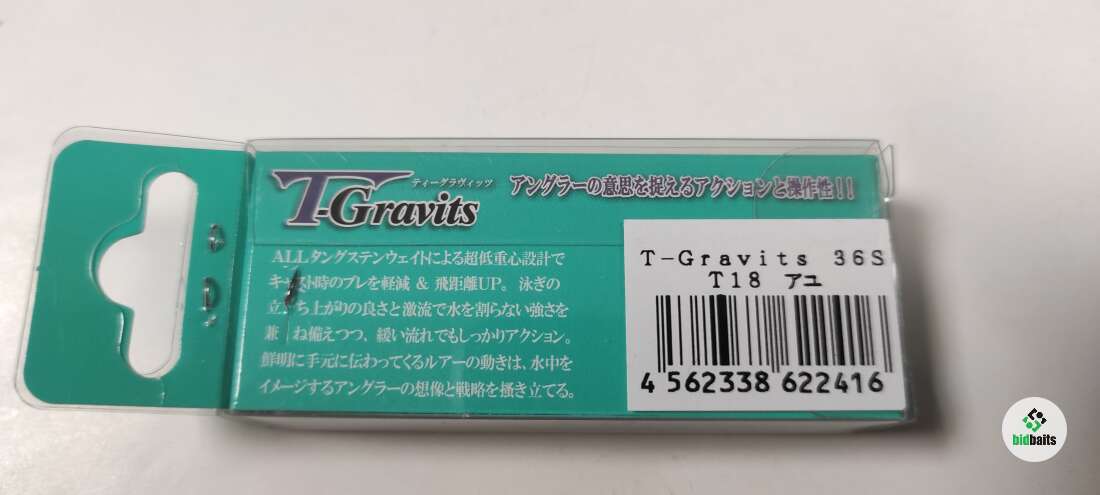 ティーグラヴィッツ
T-Gravits
アングラーの意思を捉えるアクションと操作性!!
ALLタングステンウェイトによる超低重心設計で
キャスト時のブレを軽減 & 飛距離UP。泳ぎの
立ち上がりの良さと激流で水を割らない強さを
兼ね備えつつ、緩い流れでもしっかりアクション。
鮮明に手元に伝わってくるルアーの動きは、水中を
イメージするアングラーの想像と戦略を掻き立てる。
T-Gravits 36S
T18 アユ
4 562338 622416
bidbaits